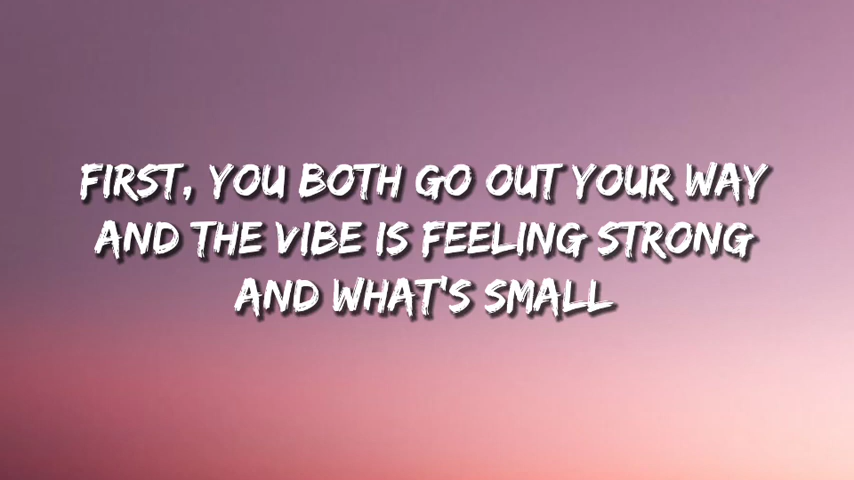 FIRST, YOU BOTH GO OUT YOUR WAY
AND THE VIBE IS FEELING STRONG
AND WHAT'S SMALL